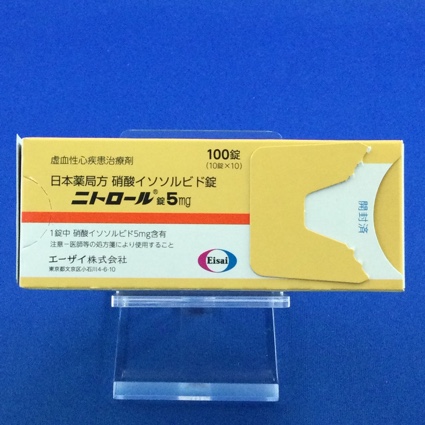 虚血性心疾患治療剤
100錠
(10錠×10)
日本薬局方 硝酸イソソルビド錠
ニトロール®錠5mg
1錠中 硝酸イソソルビド5mg含有
注意-医師等の処方箋により使用すること
エーザイ株式会社
東京都文京区小石川4-6-10
Eisai
開封済